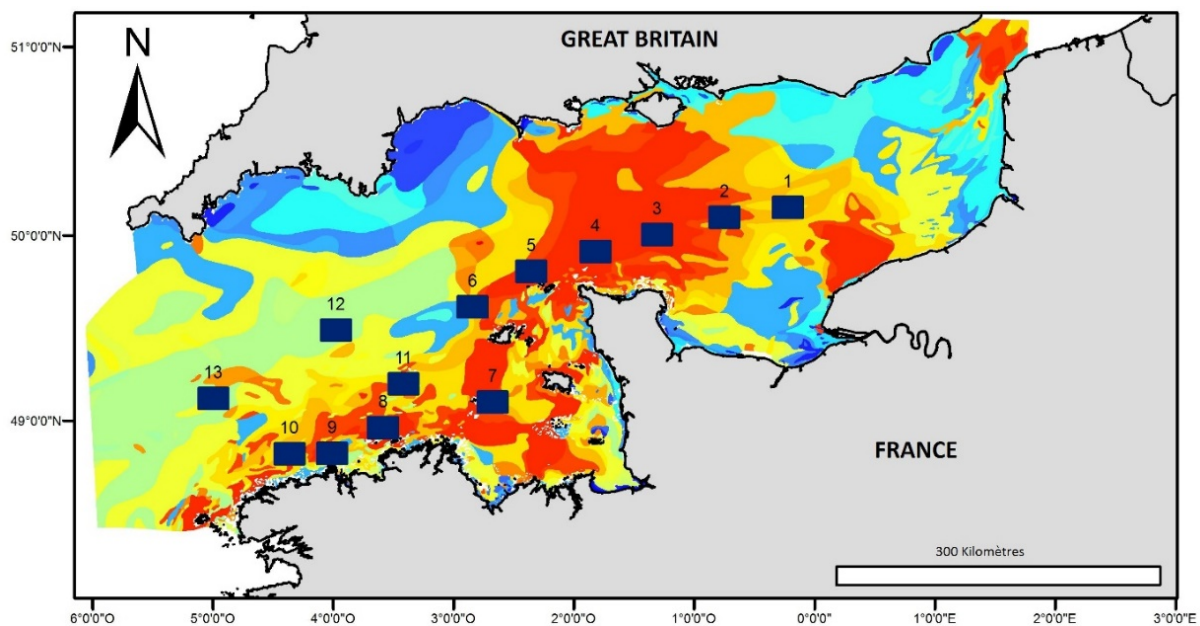 N
GREAT BRITAIN
FRANCE
1
2
3
4
5
6
7
8
9
10
11
12
13
300 Kilomètres
51°0'0"N
50°0'0"N
49°0'0"N
6°0'0"O
5°0'0"O
4°0'0"O
3°0'0"O
2°0'0"O
1°0'0"O
0°0'0"
1°0'0"E
2°0'0"E
3°0'0"E